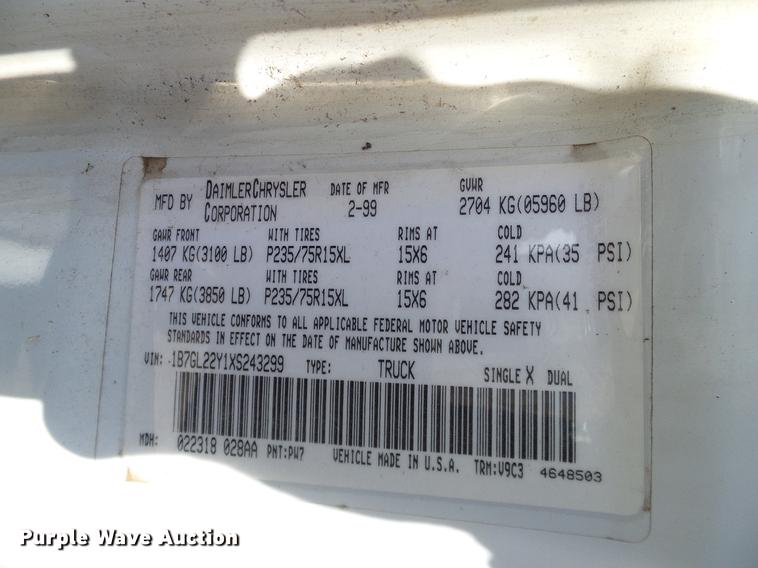 MFD BY DAIMLERCHRYSLER CORPORATION DATE OF MFR 2-99 GVWR 2704 KG(05960 LB)
GAWR FRONT WITH TIRES RIMS AT COLD
1407 KG(3100 LB) P235/75R15XL 15X6 241 KPA(35 PSI)
GAWR REAR WITH TIRES RIMS AT COLD
1747 KG(3850 LB) P235/75R15XL 15X6 282 KPA(41 PSI)
THIS VEHICLE CONFORMS TO ALL APPLICABLE FEDERAL MOTOR VEHICLE SAFETY
STANDARDS IN EFFECT ON THE DATE OF MANUFACTURE SHOWN ABOVE.
VIN: 1B7GL22Y1XS243299 TYPE: TRUCK SINGLE X DUAL
MDH: 022318 028AA PNT:PW7 VEHICLE MADE IN U.S.A. TRM:V9C3 4648503
Purple Wave Auction